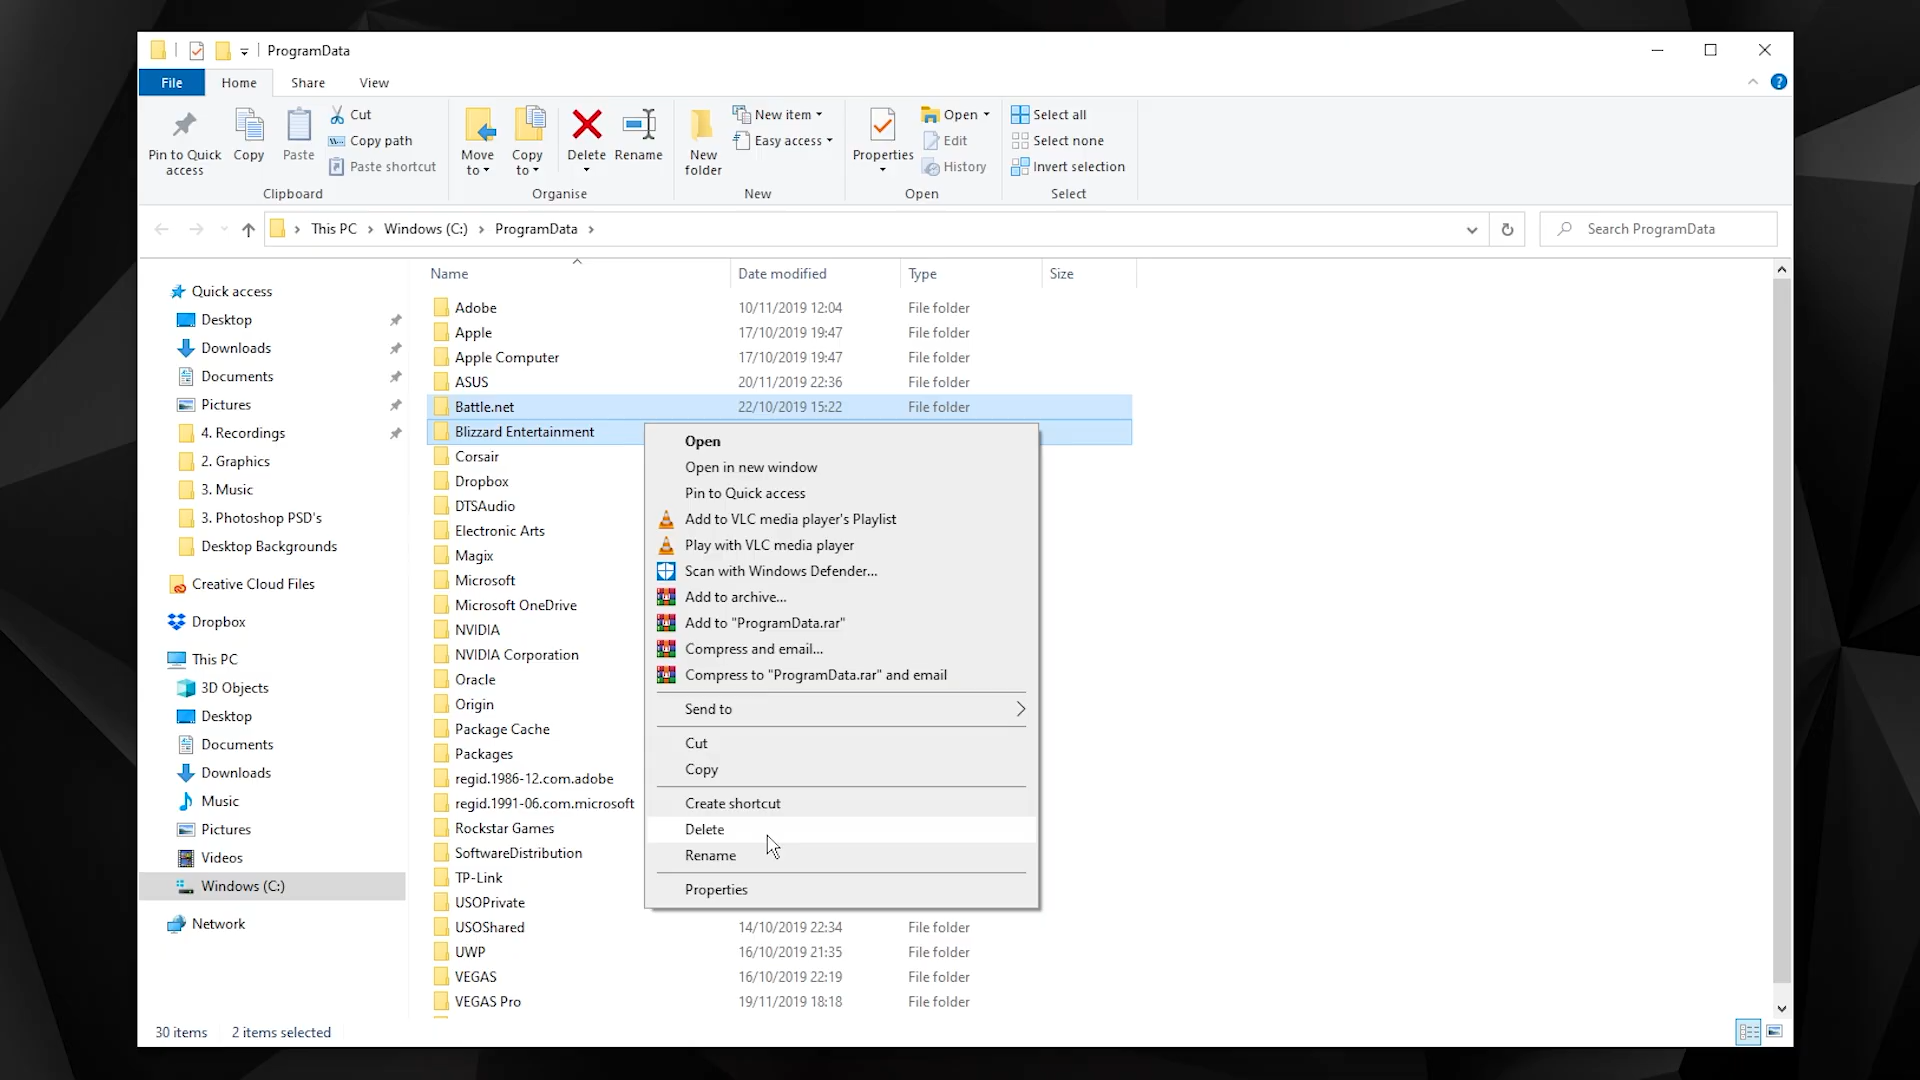 ProgramData
File Home Share View
Pin to Quick access
Copy
Paste
Cut
Copy path
Paste shortcut
Clipboard
Move to
Copy to
Delete
Rename
Organise
New folder
New item
Easy access
New
Properties
Open
Edit
History
Open
Select all
Select none
Invert selection
Select
This PC > Windows (C:) > ProgramData >
Search ProgramData
Quick access
Desktop
Downloads
Documents
Pictures
4. Recordings
2. Graphics
3. Music
3. Photoshop PSD's
Desktop Backgrounds
Creative Cloud Files
Dropbox
This PC
3D Objects
Desktop
Documents
Downloads
Music
Pictures
Videos
Windows (C:)
Network
Name Date modified Type Size
Adobe 10/11/2019 12:04 File folder
Apple 17/10/2019 19:47 File folder
Apple Computer 17/10/2019 19:47 File folder
ASUS 20/11/2019 22:36 File folder
Battle.net 22/10/2019 15:22 File folder
Blizzard Entertainment
Corsair
Dropbox
DTSAudio
Electronic Arts
Magix
Microsoft
Microsoft OneDrive
NVIDIA
NVIDIA Corporation
Oracle
Origin
Package Cache
Packages
regid.1986-12.com.adobe
regid.1991-06.com.microsoft
Rockstar Games
SoftwareDistribution
TP-Link
USOPrivate
USOShared 14/10/2019 22:34 File folder
UWP 16/10/2019 21:35 File folder
VEGAS 16/10/2019 22:19 File folder
VEGAS Pro 19/11/2019 18:18 File folder
Open
Open in new window
Pin to Quick access
Add to VLC media player's Playlist
Play with VLC media player
Scan with Windows Defender...
Add to archive...
Add to "ProgramData.rar"
Compress and email...
Compress to "ProgramData.rar" and email
Send to
Cut
Copy
Create shortcut
Delete
Rename
Properties
30 items 2 items selected